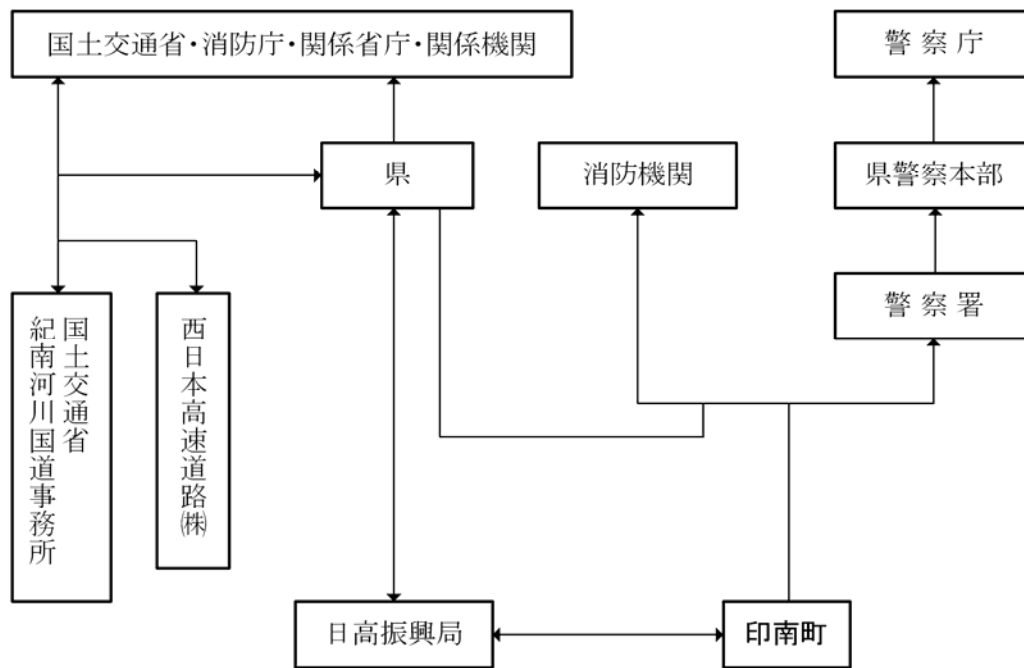 国土交通省・消防庁・関係省庁・関係機関
警察庁
県
消防機関
県警察本部
警察署
国土交通省
紀南河川国道事務所
西日本高速道路㈱
日高振興局
印南町